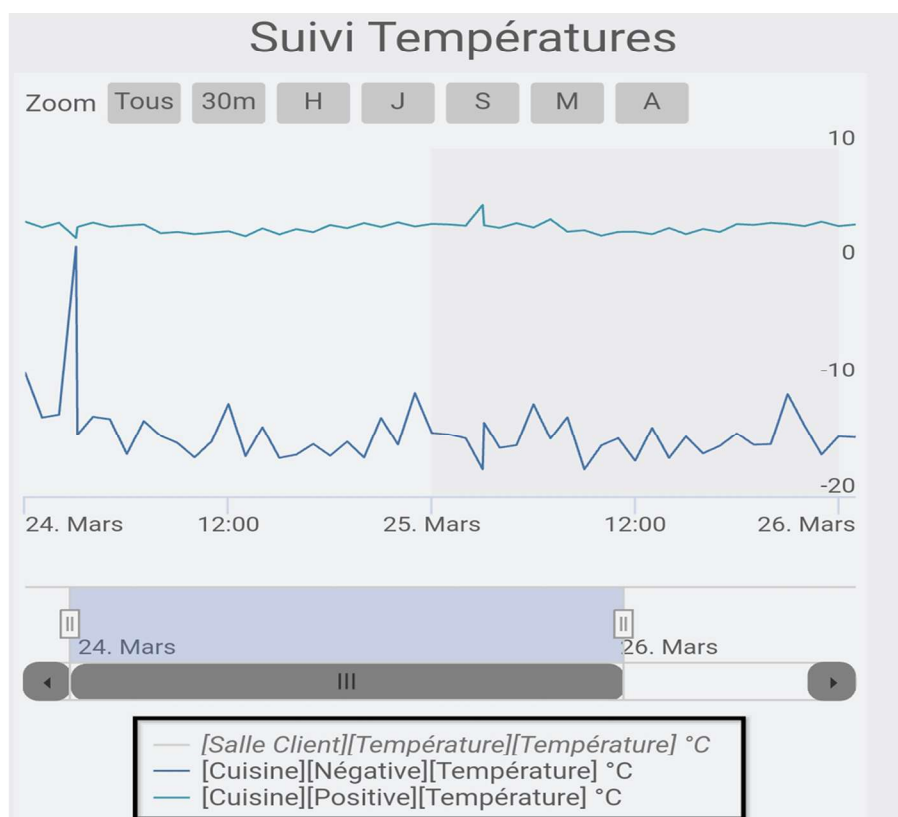 Suivi Températures
Zoom Tous 30m H J S M A
10
0
-10
-20
24. Mars 12:00 25. Mars 12:00 26. Mars
24. Mars 26. Mars
[Salle Client][Température][Température] °C
[Cuisine][Négative][Température] °C
[Cuisine][Positive][Température] °C